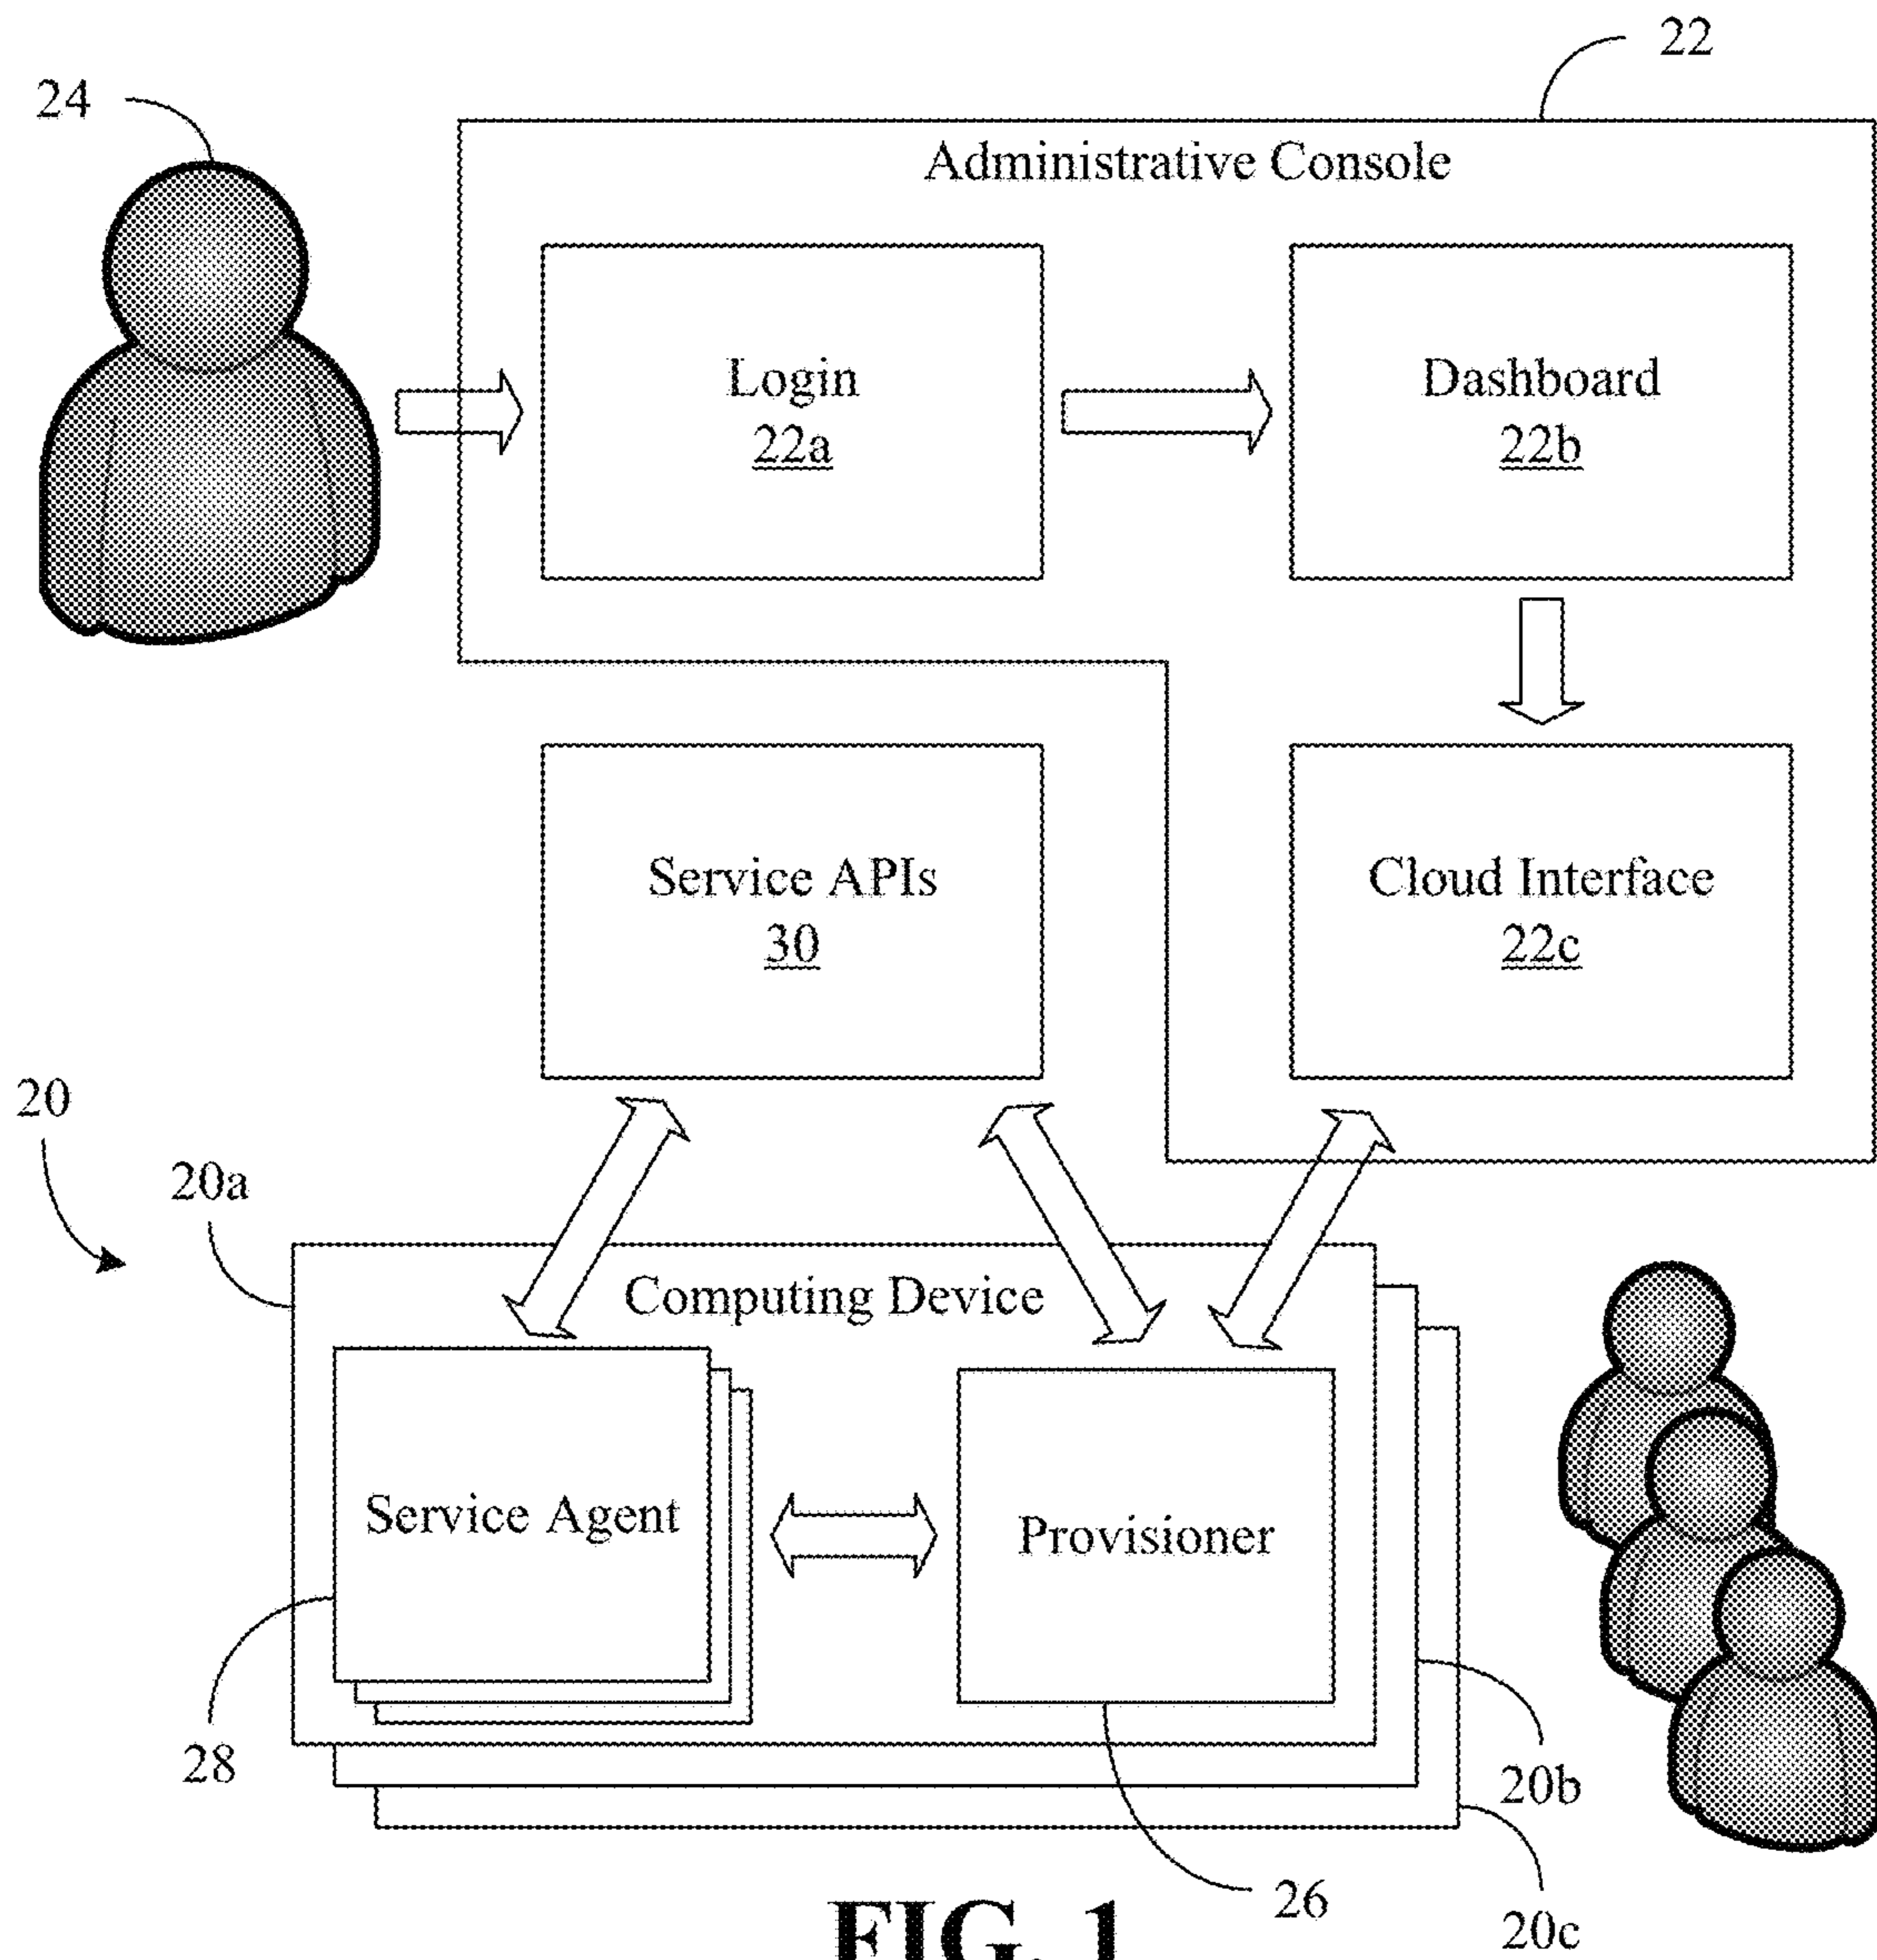 22
24
Administrative Console
Login
22a
Dashboard
22b
Service APIs
30
Cloud Interface
22c
20
20a
Computing Device
Service Agent
Provisioner
28
20b
26
20c
FIG. 1